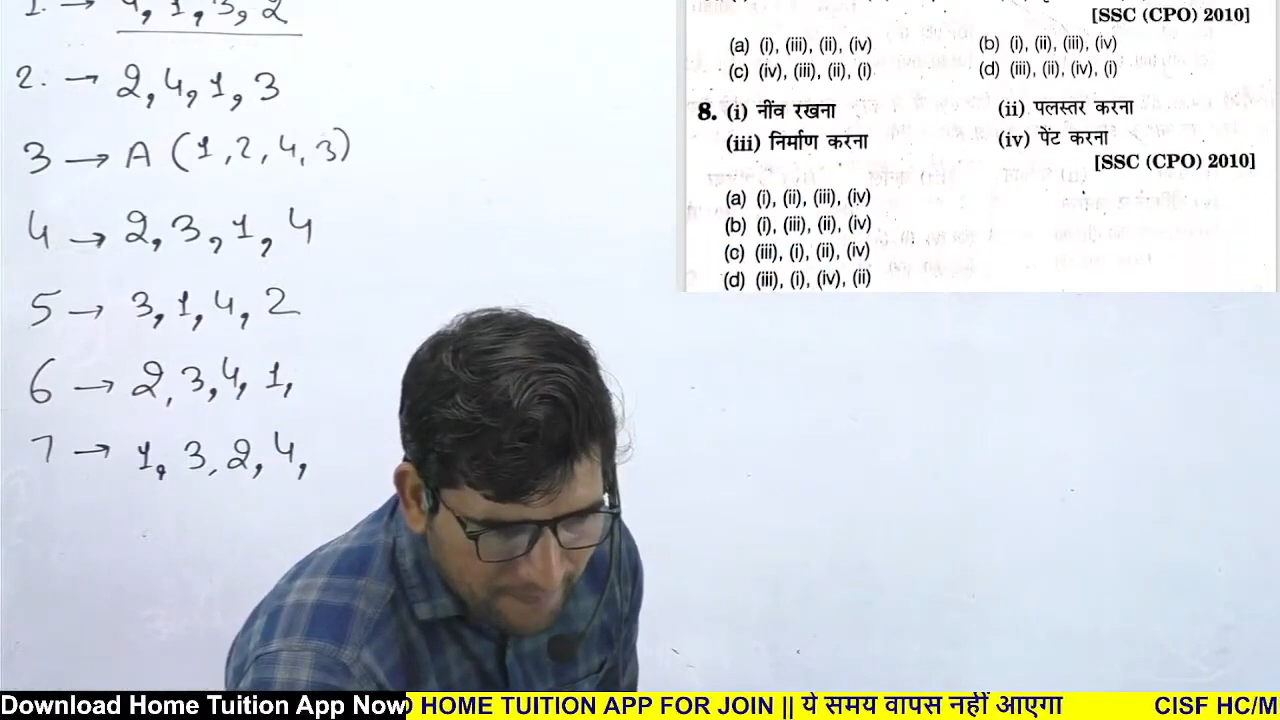 1. → 4, 1, 3, 2
2. → 2, 4, 1, 3
3 → A (1, 2, 4, 3)
4 → 2, 3, 1, 4
5 → 3, 1, 4, 2
6 → 2, 3, 4, 1,
7 → 1, 3, 2, 4,
[SSC (CPO) 2010]
(a) (i), (iii), (ii), (iv) (b) (i), (ii), (iii), (iv)
(c) (iv), (iii), (ii), (i) (d) (iii), (ii), (iv), (i)
8. (i) नींव रखना (ii) पलस्तर करना
(iii) निर्माण करना (iv) पेंट करना
[SSC (CPO) 2010]
(a) (i), (ii), (iii), (iv)
(b) (i), (iii), (ii), (iv)
(c) (iii), (i), (ii), (iv)
(d) (iii), (i), (iv), (ii)
Download Home Tuition App Now D HOME TUITION APP FOR JOIN || ये समय वापस नहीं आएगा CISF HC/M